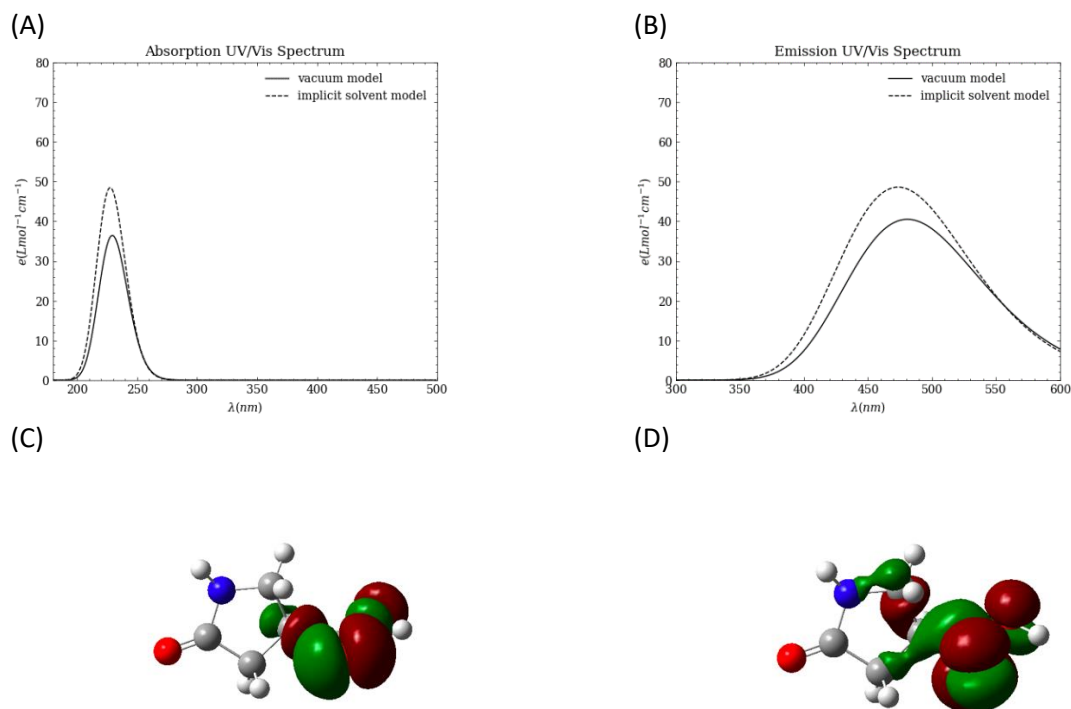 (A)
Absorption UV/Vis Spectrum
80
70
60
50
40
30
20
10
0
e(Lmol⁻¹cm⁻¹)
vacuum model
implicit solvent model
200
250
300
350
400
450
500
λ(nm)
(B)
Emission UV/Vis Spectrum
80
70
60
50
40
30
20
10
0
e(Lmol⁻¹cm⁻¹)
vacuum model
implicit solvent model
300
350
400
450
500
550
600
λ(nm)
(C)
(D)